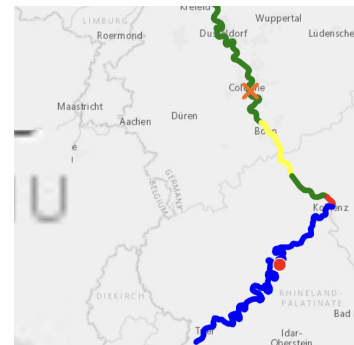 Krefeld
Wuppertal
LIMBURG
Roermond
Düsseldorf
Lüdensche
Cologne
Maastricht
Düren
Aachen
Bonn
e
GERMANY
BELGIUM
Koblenz
RHINELAND-
PALATINATE
DIEKIRCH
Bad
Trier
Idar-
Oberstein
U